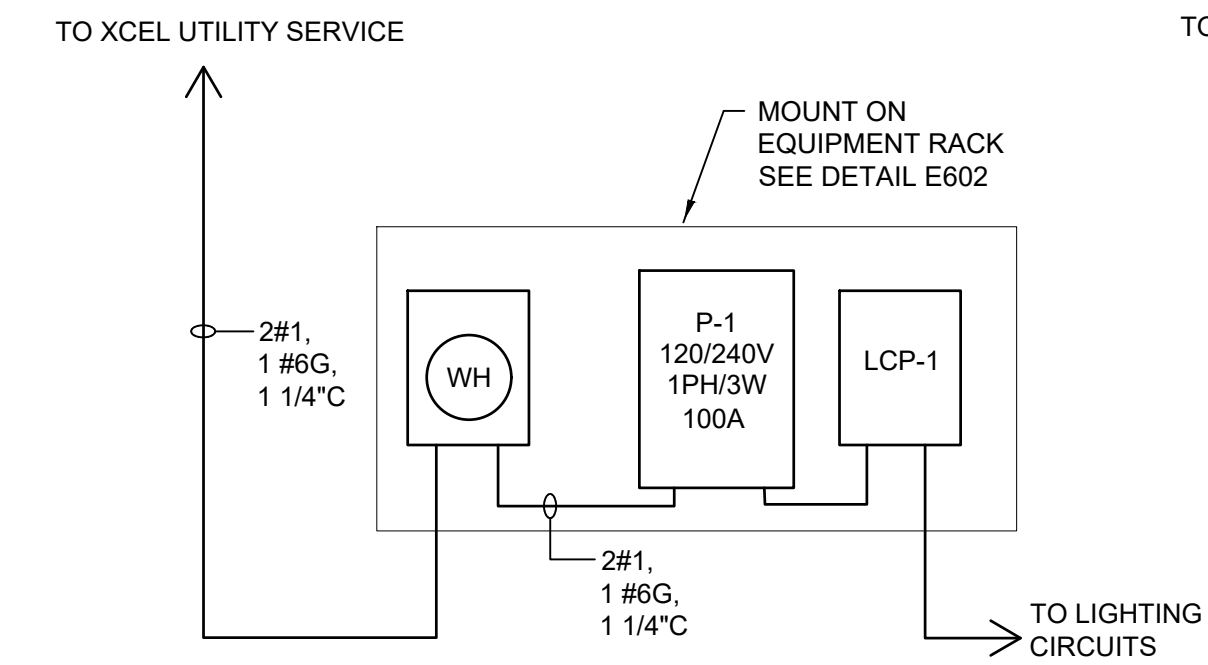 TO XCEL UTILITY SERVICE
TO
MOUNT ON
EQUIPMENT RACK
SEE DETAIL E602
2#1,
1 #6G,
1 1/4"C
WH
P-1
120/240V
1PH/3W
100A
LCP-1
2#1,
1 #6G,
1 1/4"C
TO LIGHTING
CIRCUITS